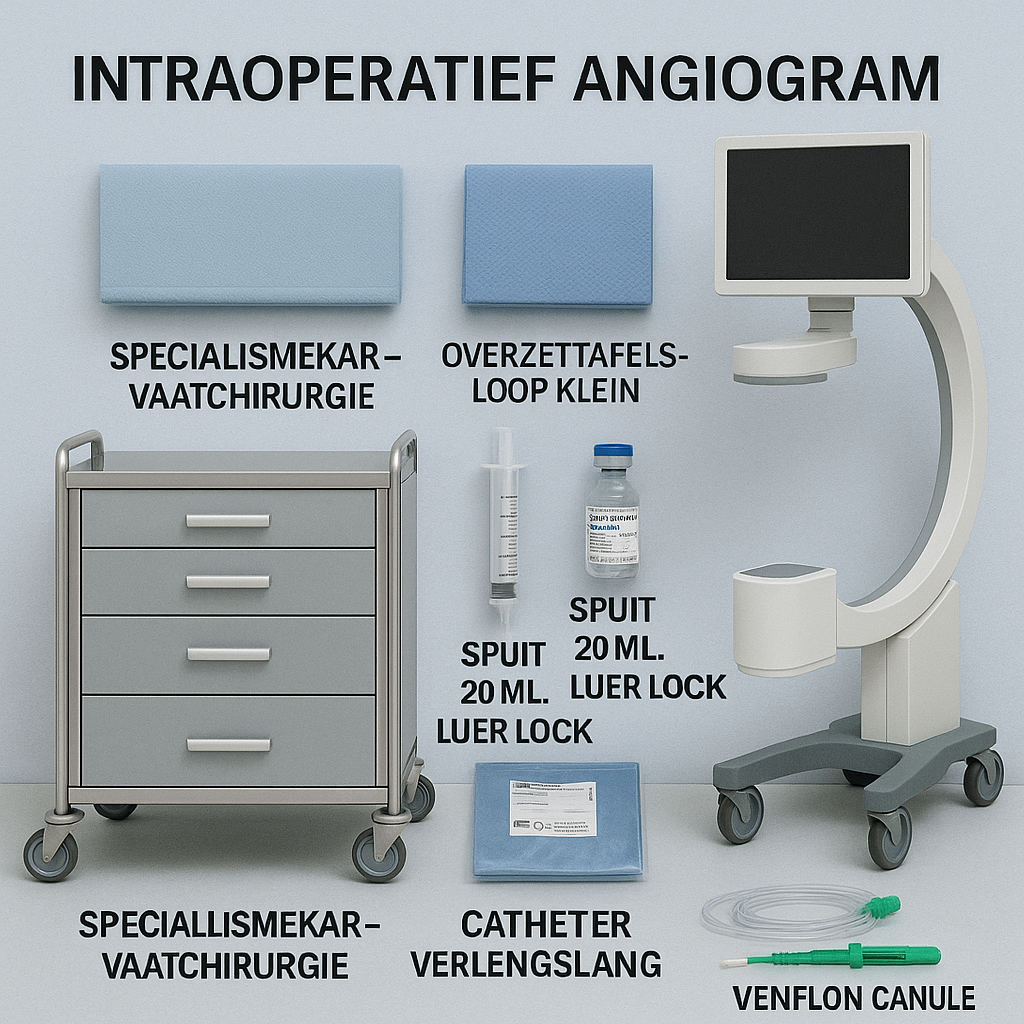 INTRAOPERATIEF ANGIOGRAM
SPECIALISMEKAR–
VAATCHIRURGIE
OVERZETTAFELS-
LOOP KLEIN
SPUIT
20 ML.
LUER LOCK
SPUIT
20 ML.
LUER LOCK
SPECIALLISMEKAR–
VAATCHIRURGIE
CATHETER
VERLENGSLANG
VENFLON CANULE